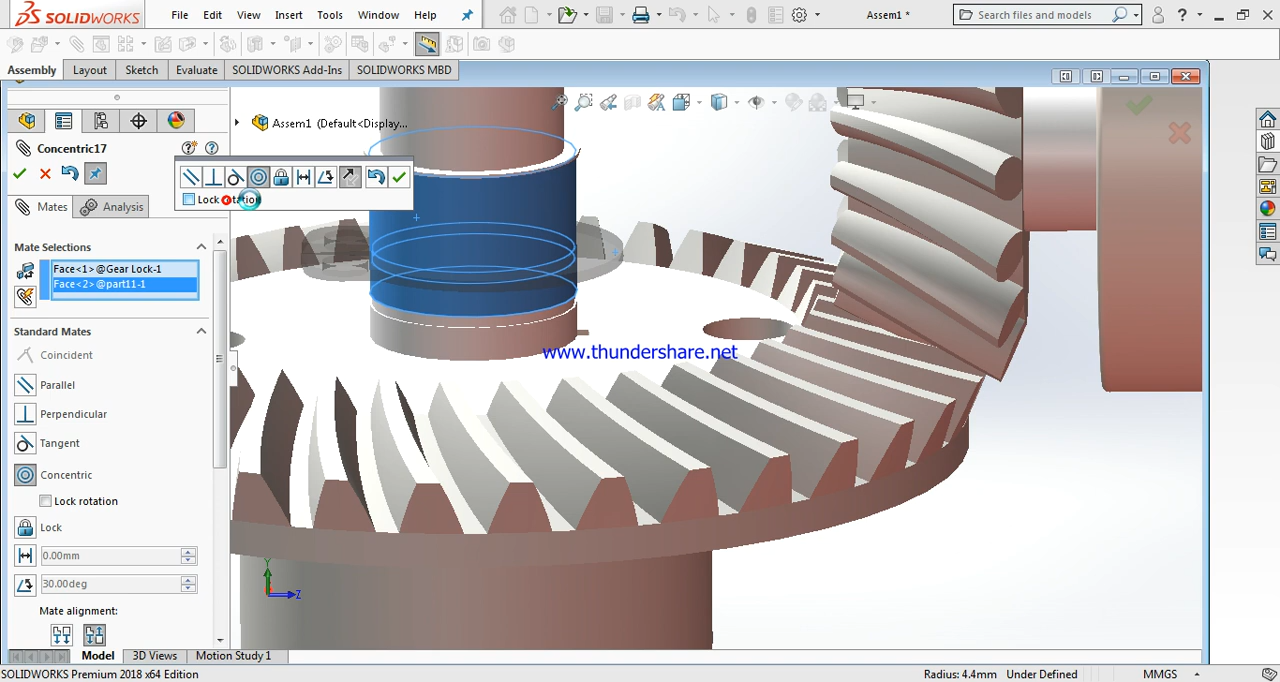 SOLIDWORKS
File Edit View Insert Tools Window Help
Assem1 *
Search files and models
Assembly Layout Sketch Evaluate SOLIDWORKS Add-Ins SOLIDWORKS MBD
Assem1 (Default<Display...
Concentric17
Mates Analysis
Lock rotation
Mate Selections
Face<1>@Gear Lock-1
Face<2>@part11-1
Standard Mates
Coincident
Parallel
Perpendicular
Tangent
Concentric
Lock rotation
Lock
0.00mm
30.00deg
Mate alignment:
www.thundershare.net
Y
Z
Model 3D Views Motion Study 1
SOLIDWORKS Premium 2018 x64 Edition
Radius: 4.4mm Under Defined MMGS